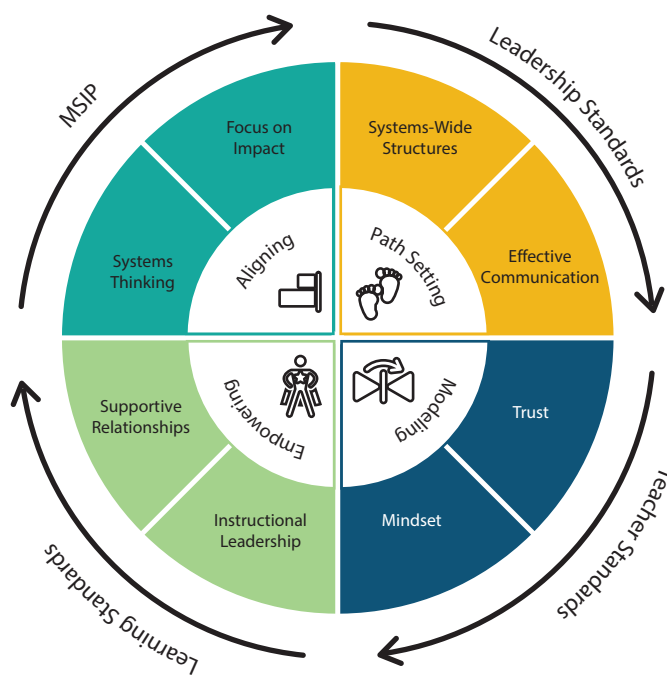 MSIP
Leadership Standards
Focus on
Impact
Systems-Wide
Structures
Systems
Thinking
Aligning
Path Setting
Effective
Communication
Supportive
Relationships
Empowering
Modeling
Trust
Instructional
Leadership
Mindset
Learning Standards
Teacher Standards